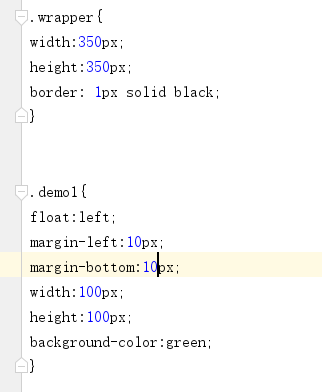 .wrapper{
width:350px;
height:350px;
border: 1px solid black;
}
.demo1{
float:left;
margin-left:10px;
margin-bottom:10px;
width:100px;
height:100px;
background-color:green;
}